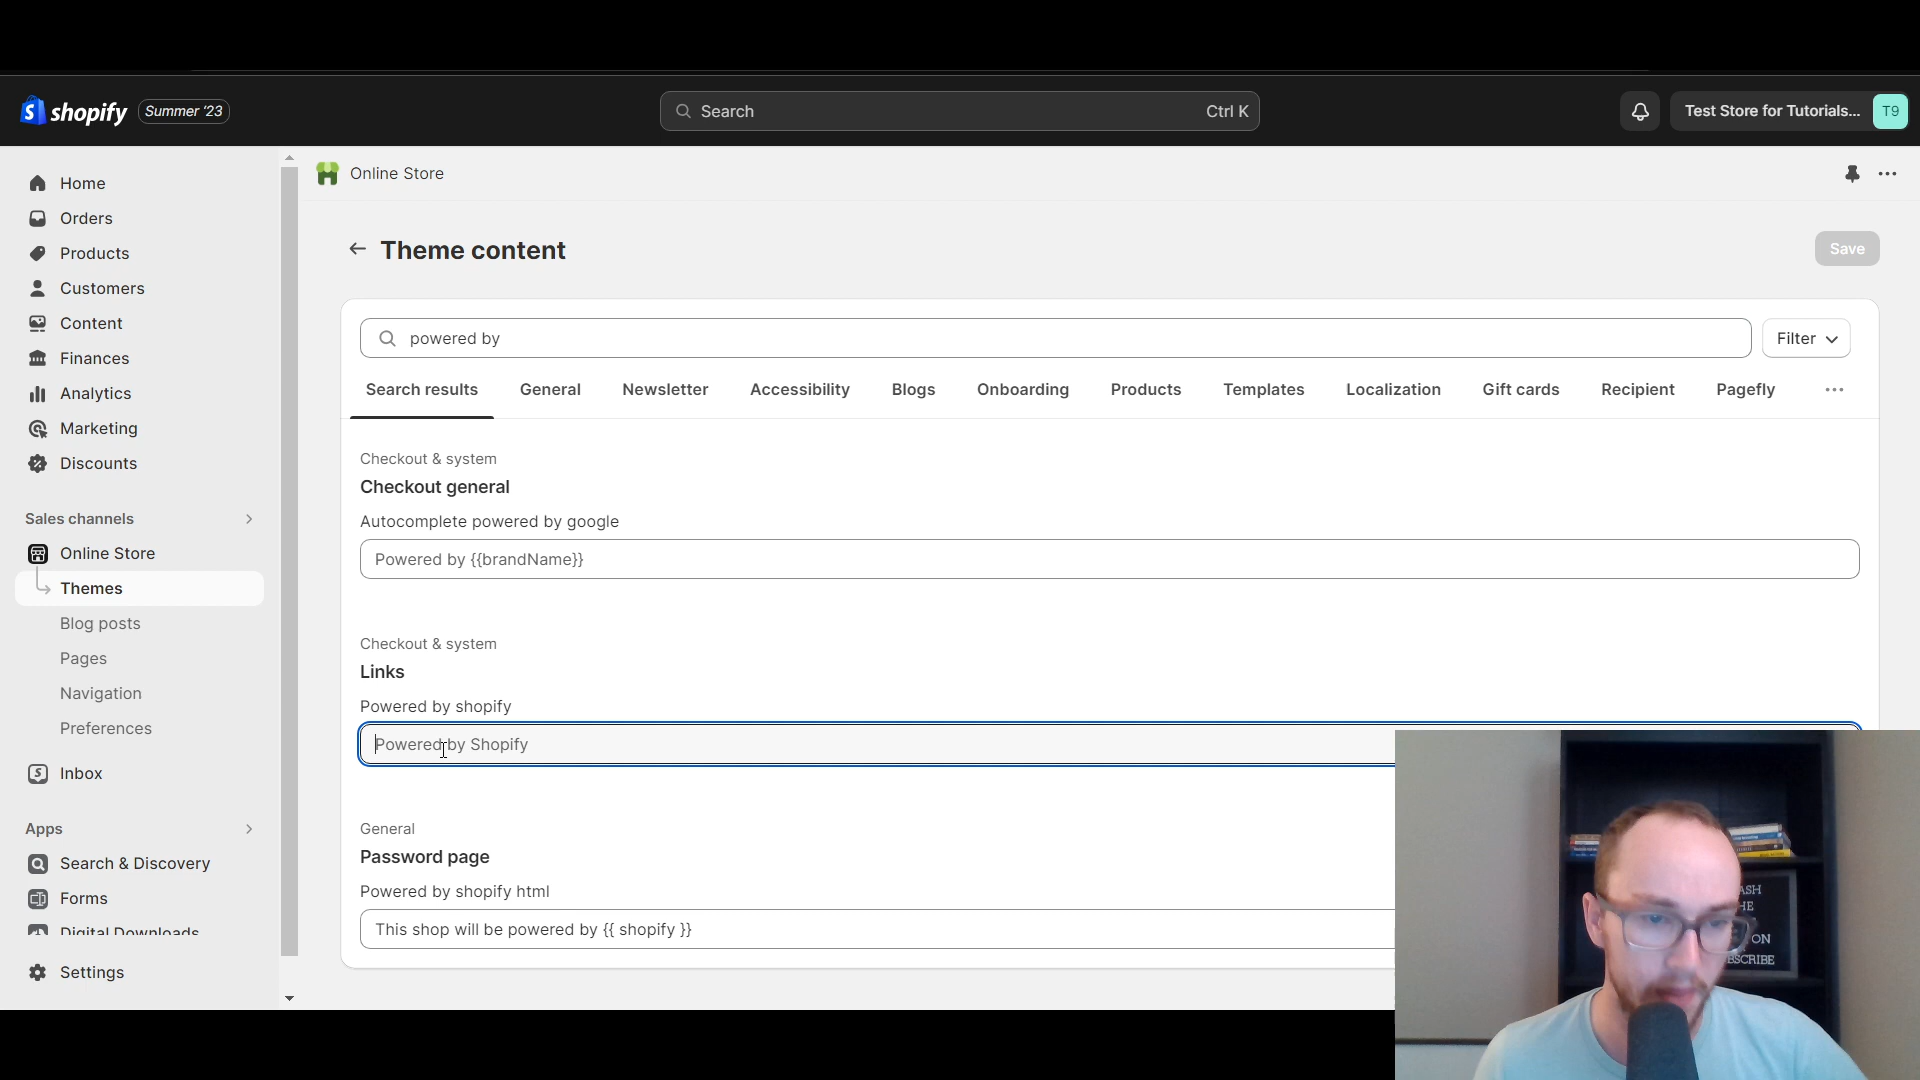 shopify Summer '23
Search Ctrl K
Test Store for Tutorials... T9
Home
Orders
Products
Customers
Content
Finances
Analytics
Marketing
Discounts
Sales channels
Online Store
Themes
Blog posts
Pages
Navigation
Preferences
Inbox
Apps
Search & Discovery
Forms
Digital Downloads
Settings
Online Store
Theme content
Save
powered by
Filter
Search results General Newsletter Accessibility Blogs Onboarding Products Templates Localization Gift cards Recipient Pagefly
Checkout & system
Checkout general
Autocomplete powered by google
Powered by {{brandName}}
Checkout & system
Links
Powered by shopify
Powered by Shopify
General
Password page
Powered by shopify html
This shop will be powered by {{ shopify }}
ON